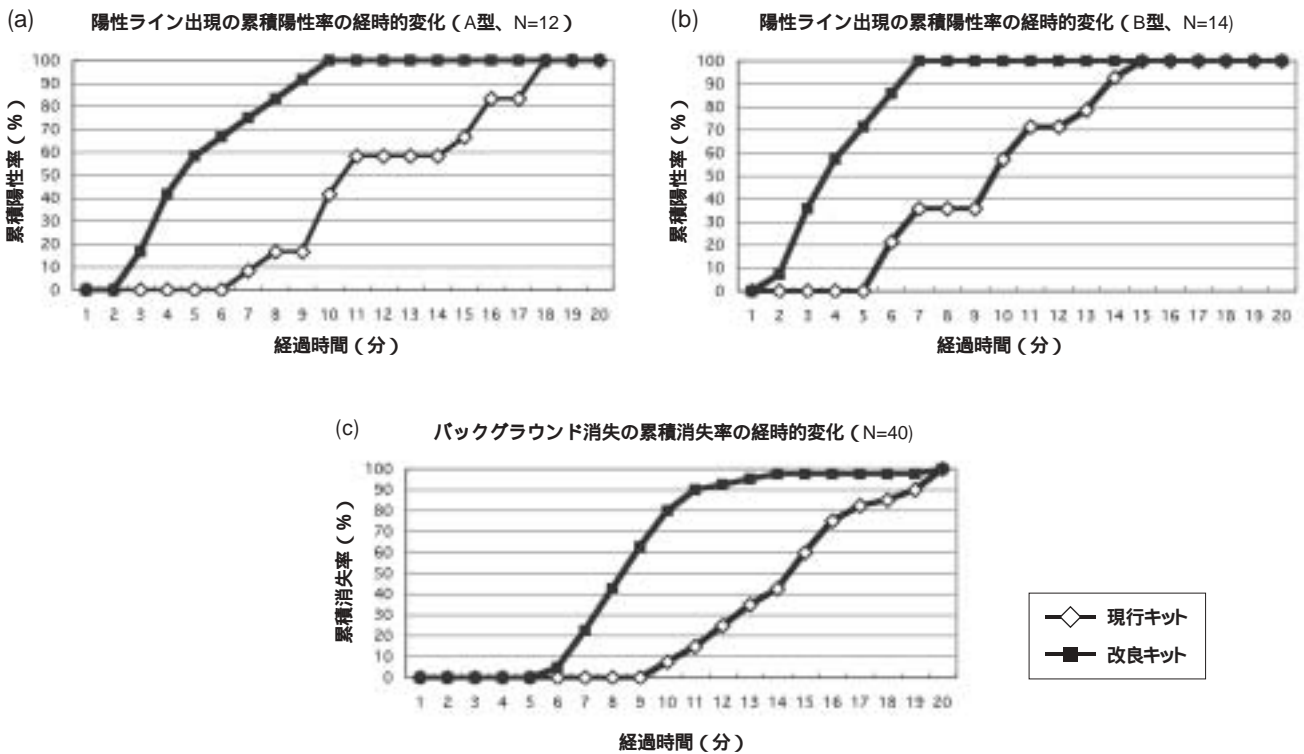 (a) 陽性ライン出現の累積陽性率の経時的変化（A型、N=12）
累積陽性率（%）
100
90
80
70
60
50
40
30
20
10
0
1 2 3 4 5 6 7 8 9 10 11 12 13 14 15 16 17 18 19 20
経過時間（分）
(b) 陽性ライン出現の累積陽性率の経時的変化（B型、N=14)
累積陽性率（%）
100
90
80
70
60
50
40
30
20
10
0
1 2 3 4 5 6 7 8 9 10 11 12 13 14 15 16 17 18 19 20
経過時間（分）
(c) バックグラウンド消失の累積消失率の経時的変化（N=40)
累積消失率（%）
100
90
80
70
60
50
40
30
20
10
0
1 2 3 4 5 6 7 8 9 10 11 12 13 14 15 16 17 18 19 20
経過時間（分）
現行キット
改良キット